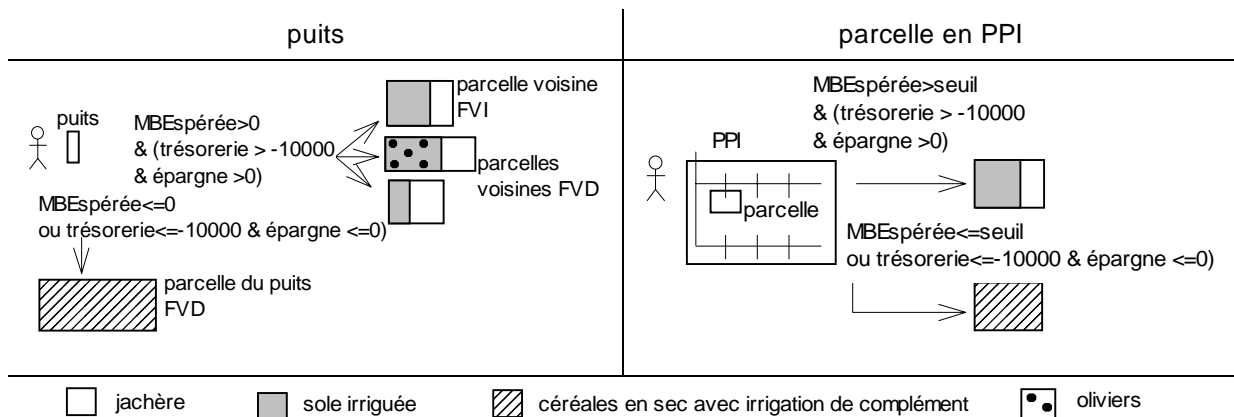 puits
parcelle en PPI
puits
MBEspérée>0
& (trésorerie > -10000
& épargne >0)
parcelle voisine
FVI
parcelles
voisines FVD
MBEspérée<=0
ou trésorerie<=-10000 & épargne <=0)
parcelle du puits
FVD
MBEspérée>seuil
& (trésorerie > -10000
& épargne >0)
PPI
parcelle
MBEspérée<=seuil
ou trésorerie<=-10000 & épargne <=0)
jachère
sole irriguée
céréales en sec avec irrigation de complément
oliviers